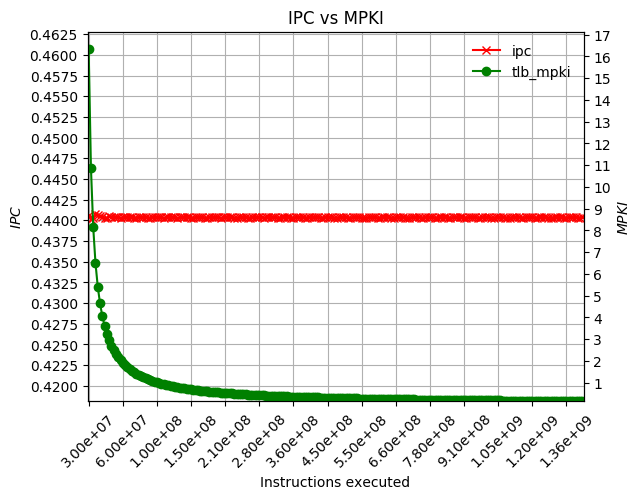 IPC vs MPKI
0.4625
0.4600
0.4575
0.4550
0.4525
0.4500
0.4475
0.4450
0.4425
0.4400
0.4375
0.4350
0.4325
0.4300
0.4275
0.4250
0.4225
0.4200
IPC
ipc
tlb_mpki
17
16
15
14
13
12
11
10
9
8
7
6
5
4
3
2
1
MPKI
3.00e+07
6.00e+07
1.00e+08
1.50e+08
2.10e+08
2.80e+08
3.60e+08
4.50e+08
5.50e+08
6.60e+08
7.80e+08
9.10e+08
1.05e+09
1.20e+09
1.36e+09
Instructions executed